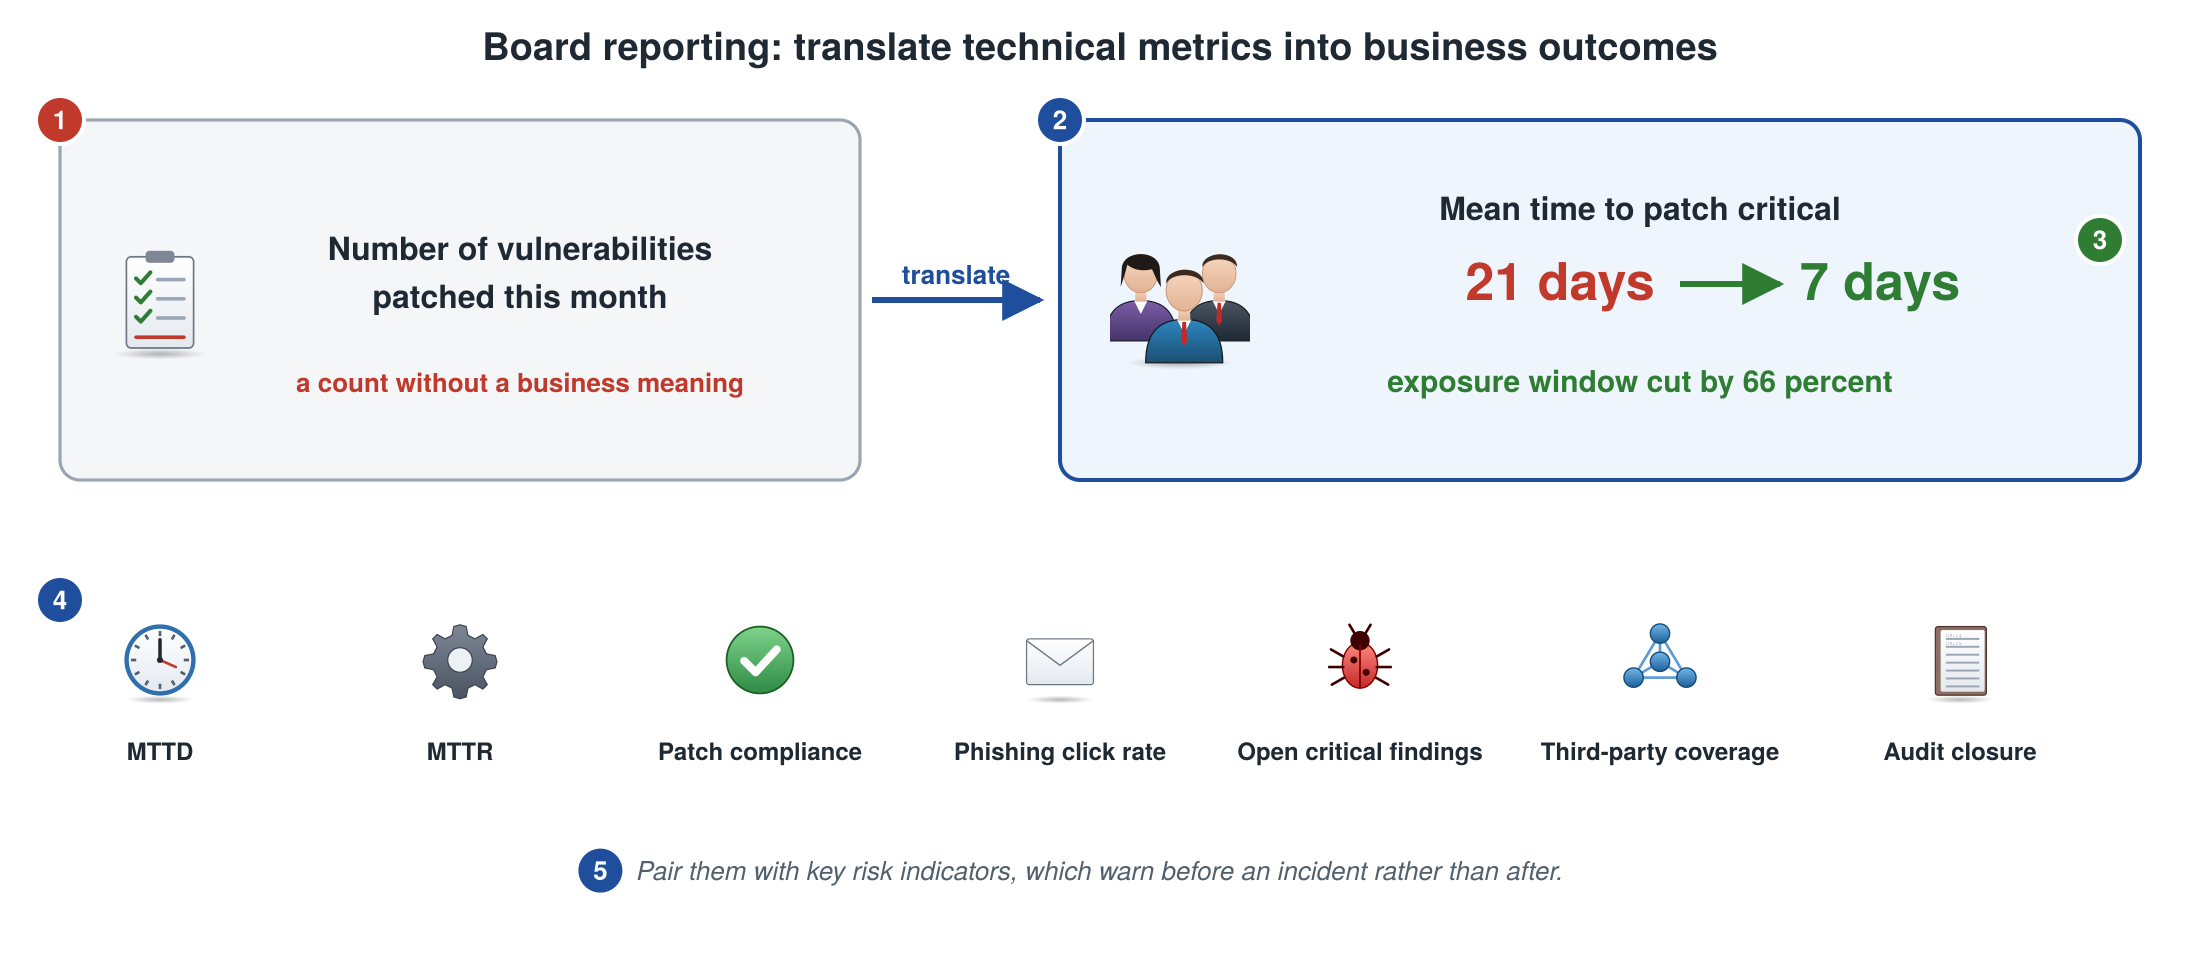 Board reporting: translate technical metrics into business outcomes
1
Number of vulnerabilities
patched this month
a count without a business meaning
translate
2
Mean time to patch critical
21 days
7 days
3
exposure window cut by 66 percent
4
MTTD
MTTR
Patch compliance
Phishing click rate
Open critical findings
Third-party coverage
Audit closure
5 Pair them with key risk indicators, which warn before an incident rather than after.